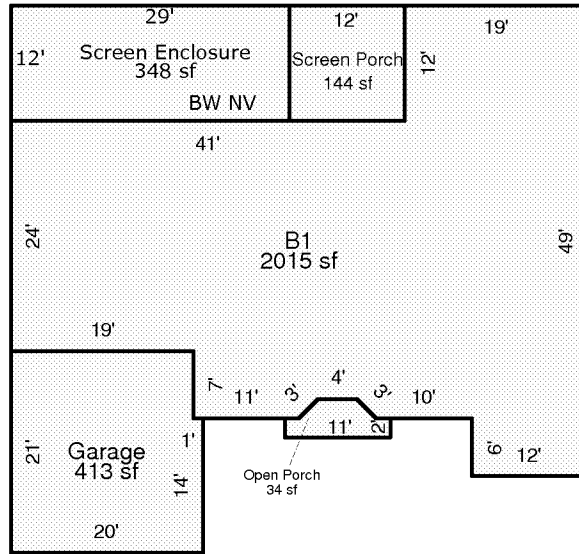 29'
12'
19'
Screen Enclosure
348 sf
12'
Screen Porch
144 sf
12'
BW NV
41'
24'
B1
2015 sf
49'
19'
7'
11'
3'
4'
3'
10'
11'
2'
1'
6'
12'
21'
Garage
413 sf
14'
Open Porch
34 sf
20'